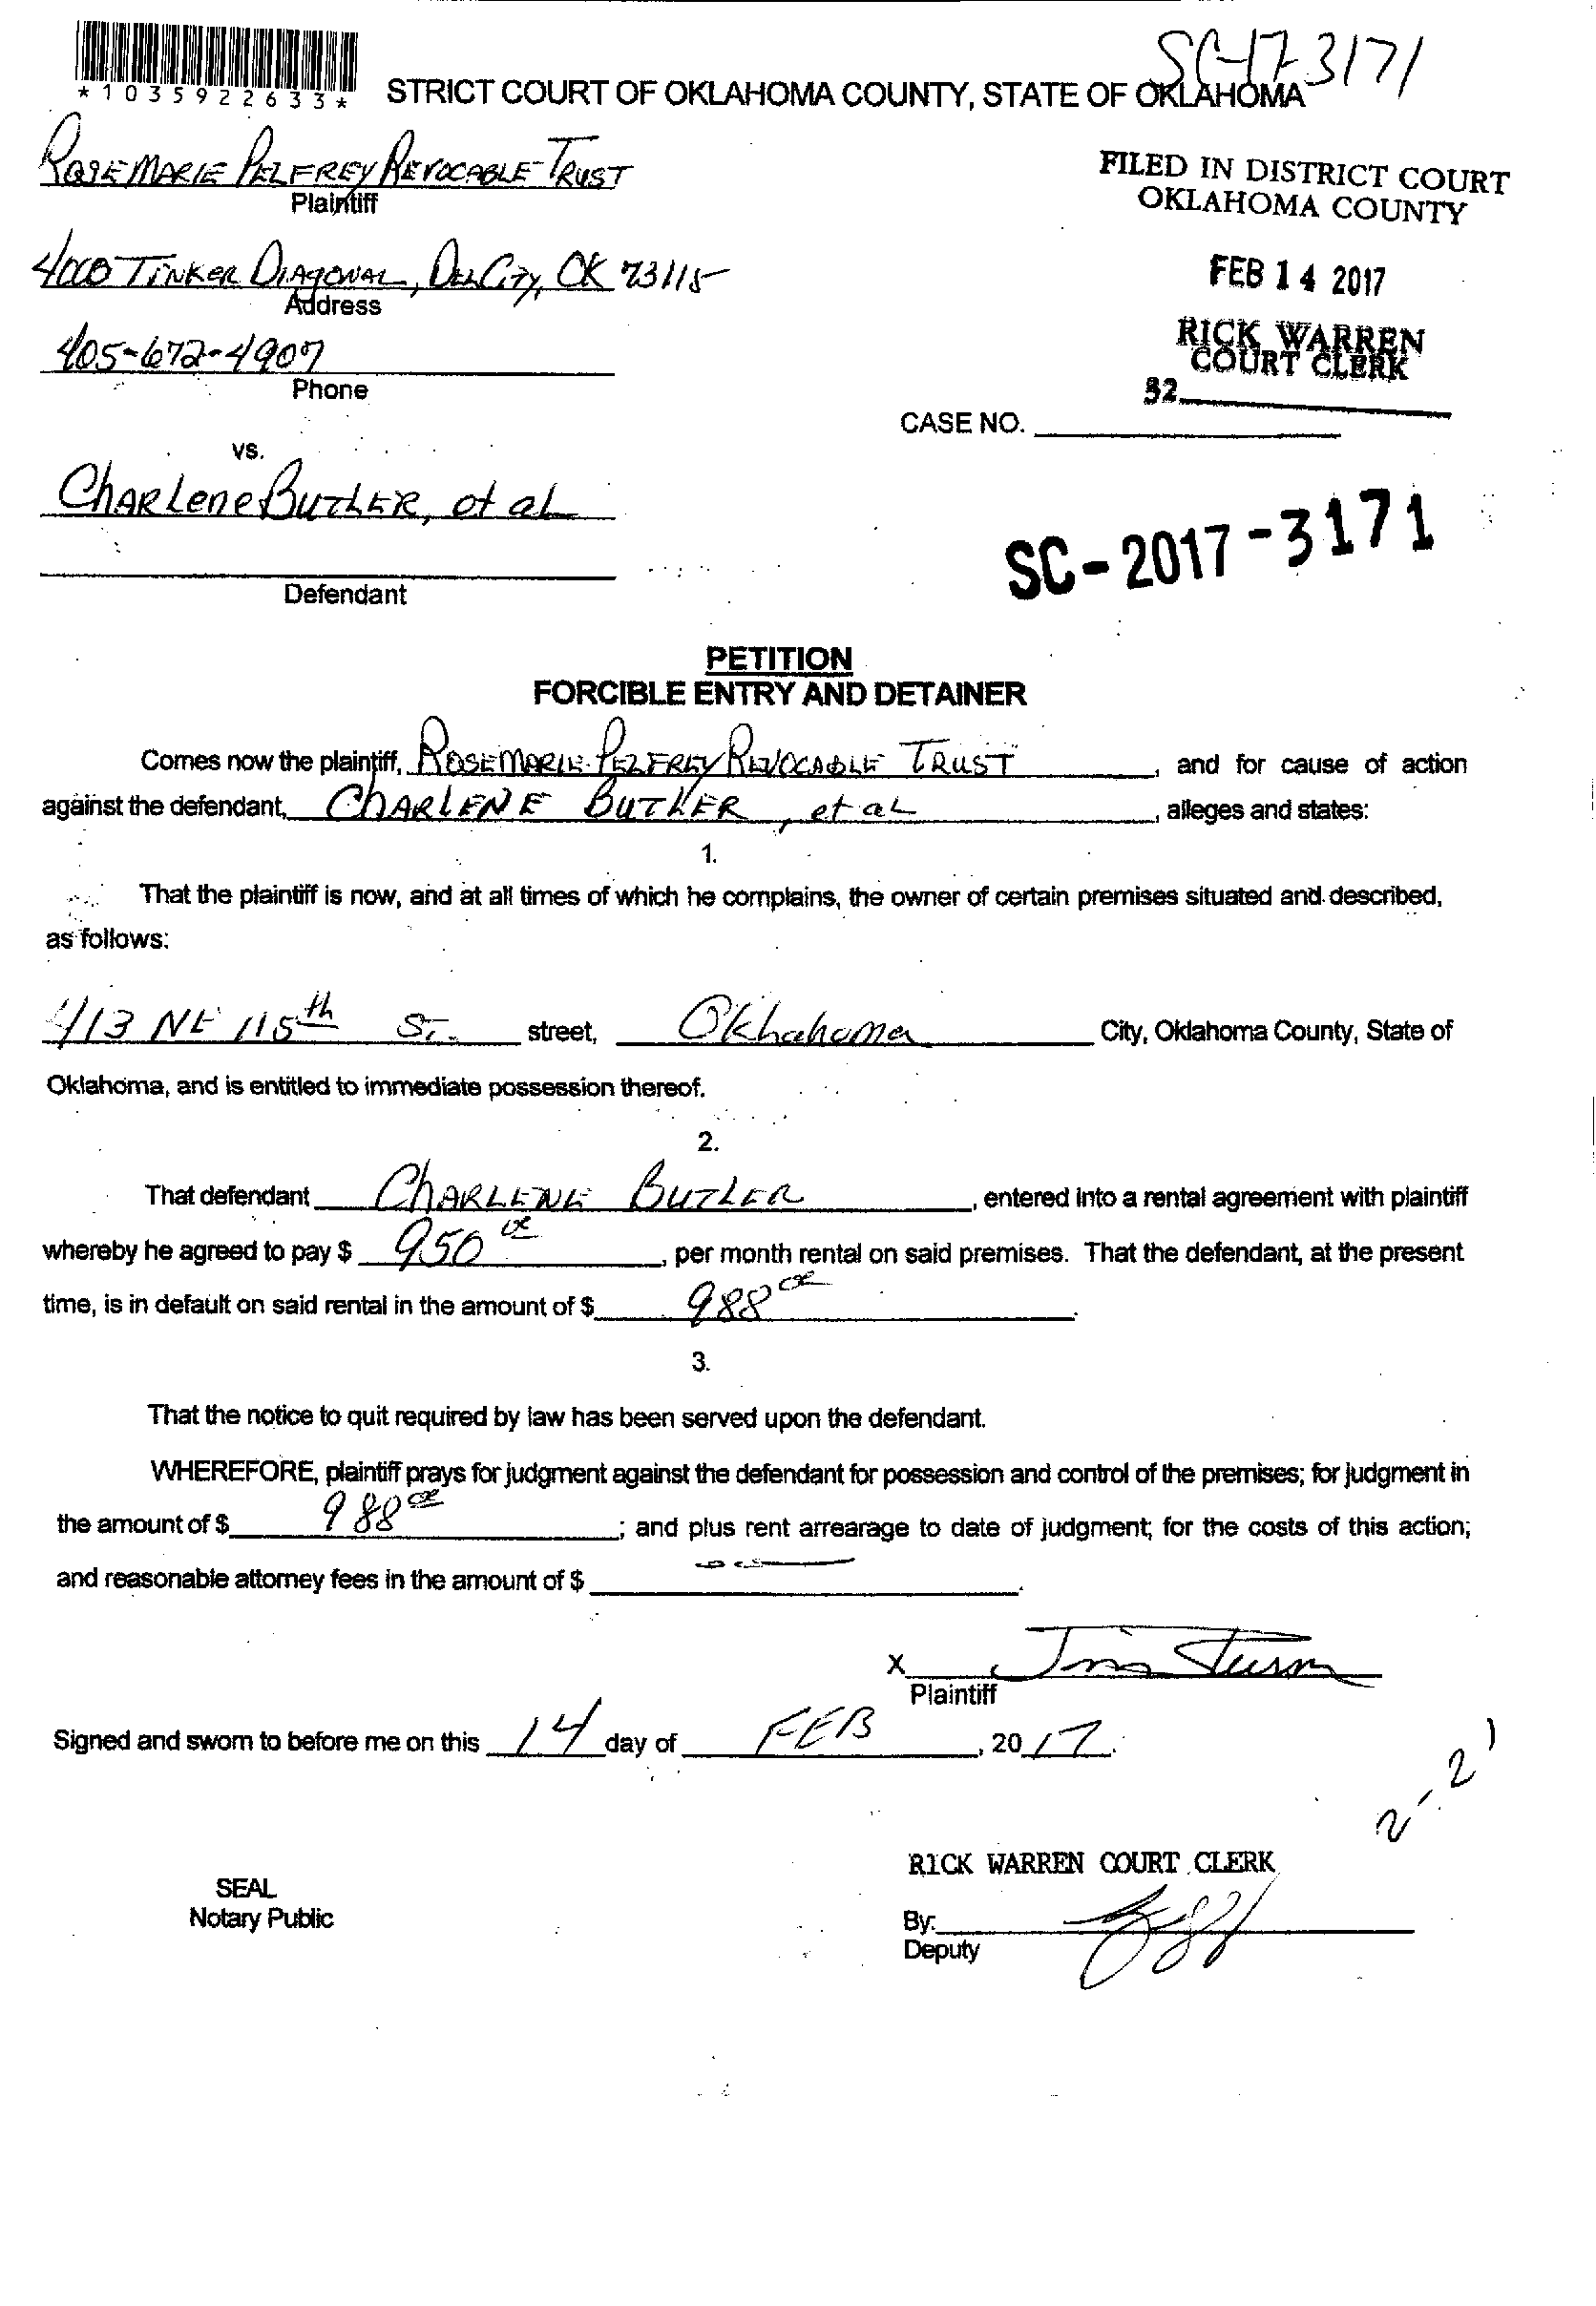 SC-17-3171
*1035922633*
STRICT COURT OF OKLAHOMA COUNTY, STATE OF OKLAHOMA
ROSEMARIE PELFREY REVOCABLE TRUST
Plaintiff
FILED IN DISTRICT COURT
OKLAHOMA COUNTY
4000 TINKER DIAGONAL, DEL CITY, OK 73115
Address
FEB 14 2017
405-672-4907
Phone
RICK WARREN
COURT CLERK
32
CASE NO.
vs.
CHARLENE BUTLER, et al
SC-2017-3171
Defendant
PETITION
FORCIBLE ENTRY AND DETAINER
Comes now the plaintiff, ROSEMARIE PELFREY REVOCABLE TRUST, and for cause of action
against the defendant, CHARLENE BUTLER, et al, alleges and states:
1.
That the plaintiff is now, and at all times of which he complains, the owner of certain premises situated and described,
as follows:
413 NE 115th ST. street, Oklahoma City, Oklahoma County, State of
Oklahoma, and is entitled to immediate possession thereof.
2.
That defendant CHARLENE BUTLER, entered into a rental agreement with plaintiff
whereby he agreed to pay $ 950 00, per month rental on said premises. That the defendant, at the present
time, is in default on said rental in the amount of $ 988 00.
3.
That the notice to quit required by law has been served upon the defendant.
WHEREFORE, plaintiff prays for judgment against the defendant for possession and control of the premises; for judgment in
the amount of $ 988 00; and plus rent arrearage to date of judgment; for the costs of this action;
and reasonable attorney fees in the amount of $
X
Plaintiff
Signed and sworn to before me on this 14 day of FEB, 20 17.
2-21
RICK WARREN COURT CLERK
SEAL
Notary Public
By:
Deputy